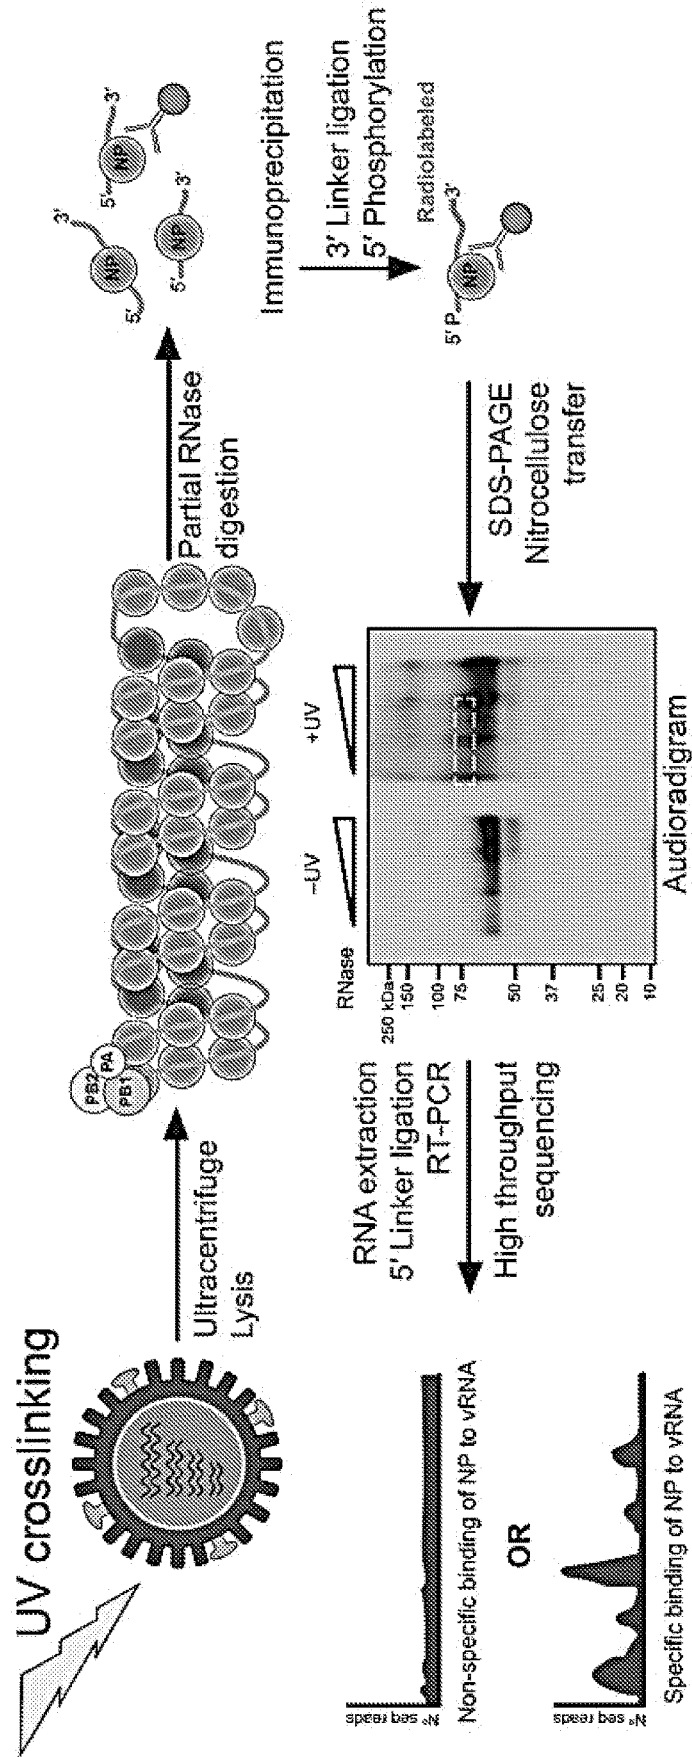 UV crosslinking
Ultracentrifuge
Lysis
PB2
PA
PB1
Partial RNase
digestion
3'
NP
5'
5'
NP
3'
5'
NP
3'
Immunoprecipitation
3' Linker ligation
5' Phosphorylation
Radiolabeled
5' P
NP
3'
SDS-PAGE
Nitrocellulose
transfer
–UV
+UV
RNase
250 kDa
150
100
75
50
37
25
20
10
Audioradigram
RNA extraction
5' Linker ligation
RT-PCR
High throughput
sequencing
Nº seq reads
Non-specific binding of NP to vRNA
OR
Nº seq reads
Specific binding of NP to vRNA